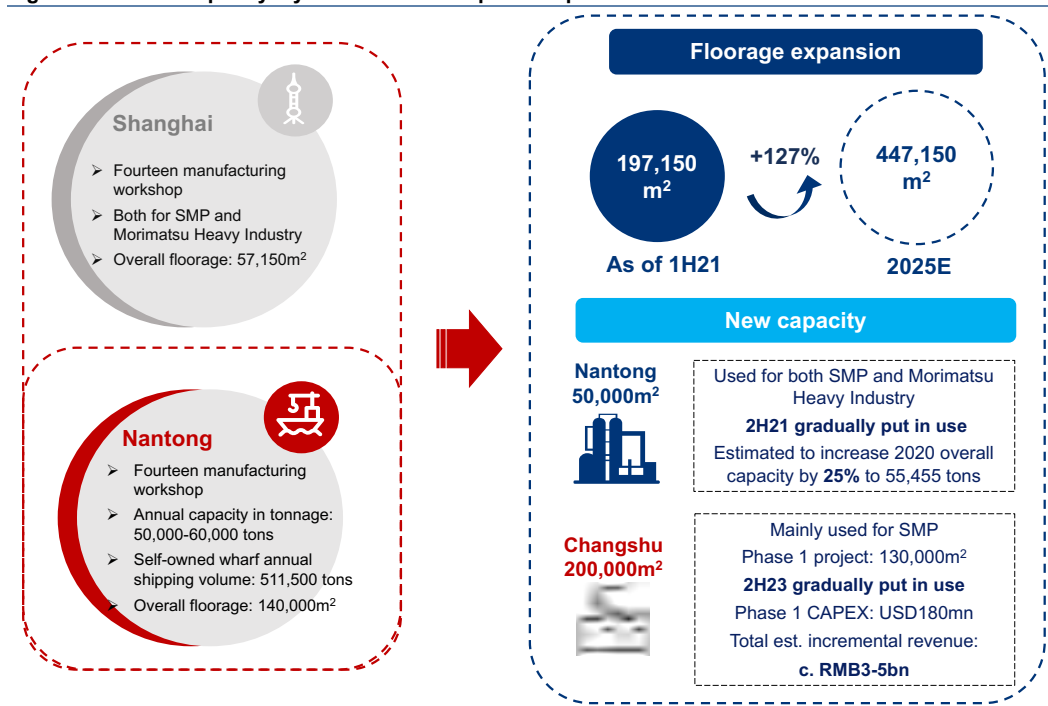 Shanghai
➢ Fourteen manufacturing
workshop
➢ Both for SMP and
Morimatsu Heavy Industry
➢ Overall floorage: 57,150m²
Nantong
➢ Fourteen manufacturing
workshop
➢ Annual capacity in tonnage:
50,000-60,000 tons
➢ Self-owned wharf annual
shipping volume: 511,500 tons
➢ Overall floorage: 140,000m²
Floorage expansion
197,150
m²
+127%
447,150
m²
As of 1H21
2025E
New capacity
Nantong
50,000m²
Used for both SMP and Morimatsu
Heavy Industry
2H21 gradually put in use
Estimated to increase 2020 overall
capacity by 25% to 55,455 tons
Changshu
200,000m²
Mainly used for SMP
Phase 1 project: 130,000m²
2H23 gradually put in use
Phase 1 CAPEX: USD180mn
Total est. incremental revenue:
c. RMB3-5bn